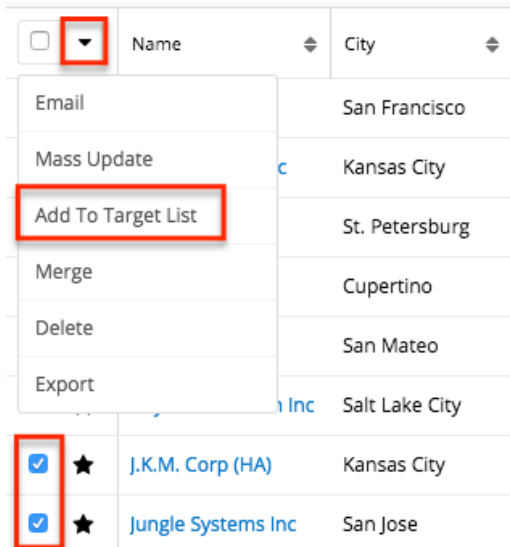 Name City
Email
San Francisco
Mass Update
c Kansas City
Add To Target List
St. Petersburg
Merge
Cupertino
Delete
San Mateo
Export
Inc Salt Lake City
J.K.M. Corp (HA) Kansas City
Jungle Systems Inc San Jose